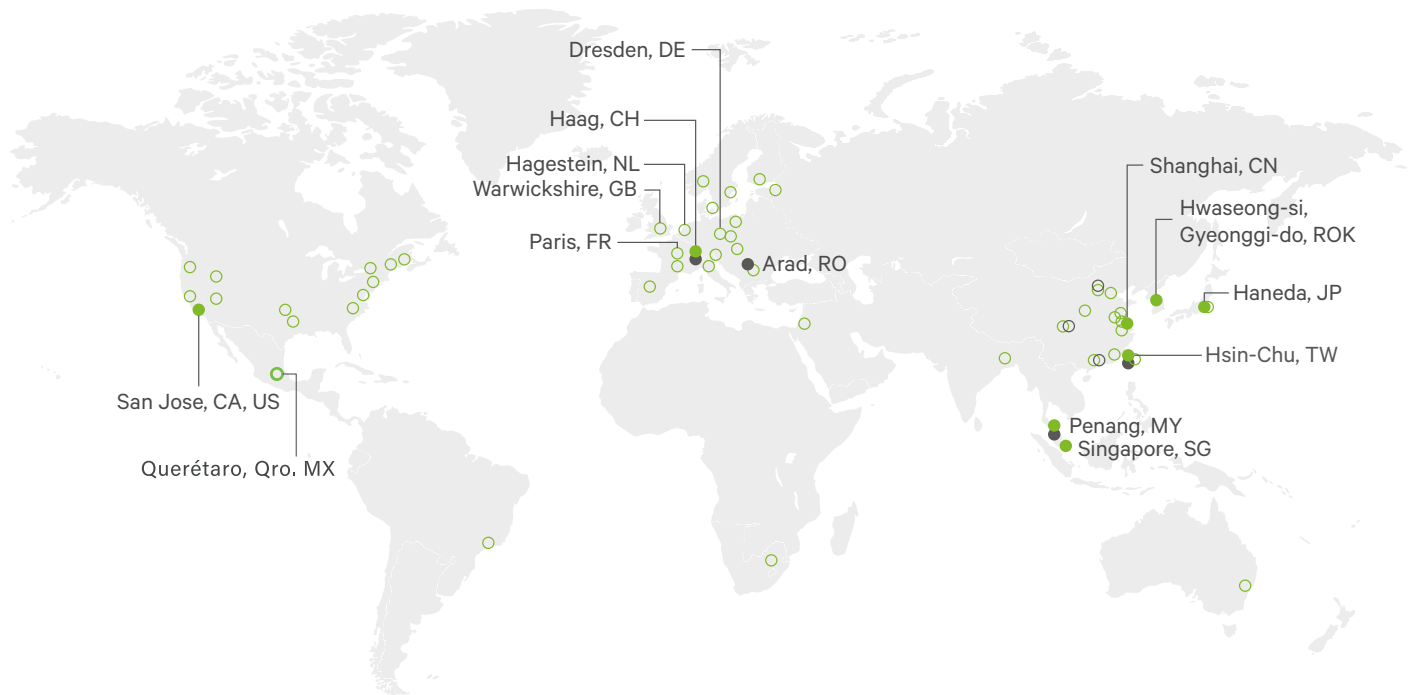 Dresden, DE
Haag, CH
Hagestein, NL
Warwickshire, GB
Paris, FR
Arad, RO
Shanghai, CN
Hwaseong-si,
Gyeonggi-do, ROK
Haneda, JP
Hsin-Chu, TW
San Jose, CA, US
Querétaro, Qro. MX
Penang, MY
Singapore, SG